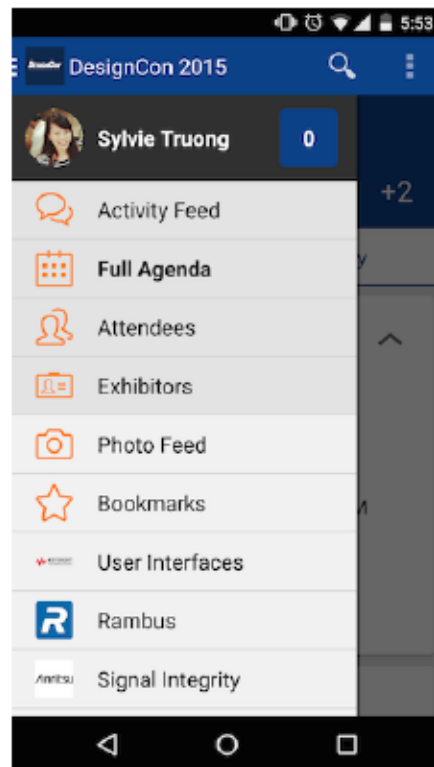 5:53
DesignCon 2015
Sylvie Truong
0
+2
Activity Feed
Full Agenda
y
Attendees
Exhibitors
Photo Feed
Bookmarks
M
User Interfaces
R
Rambus
Anritsu
Signal Integrity